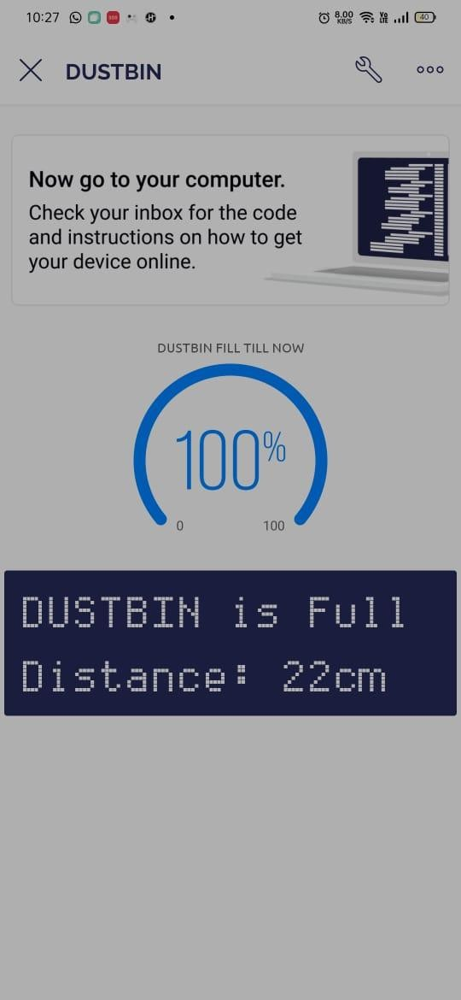 10:27
8.00 KB/S
Vo LTE
40
DUSTBIN
Now go to your computer.
Check your inbox for the code
and instructions on how to get
your device online.
DUSTBIN FILL TILL NOW
100%
0 100
DUSTBIN is Full
Distance: 22cm